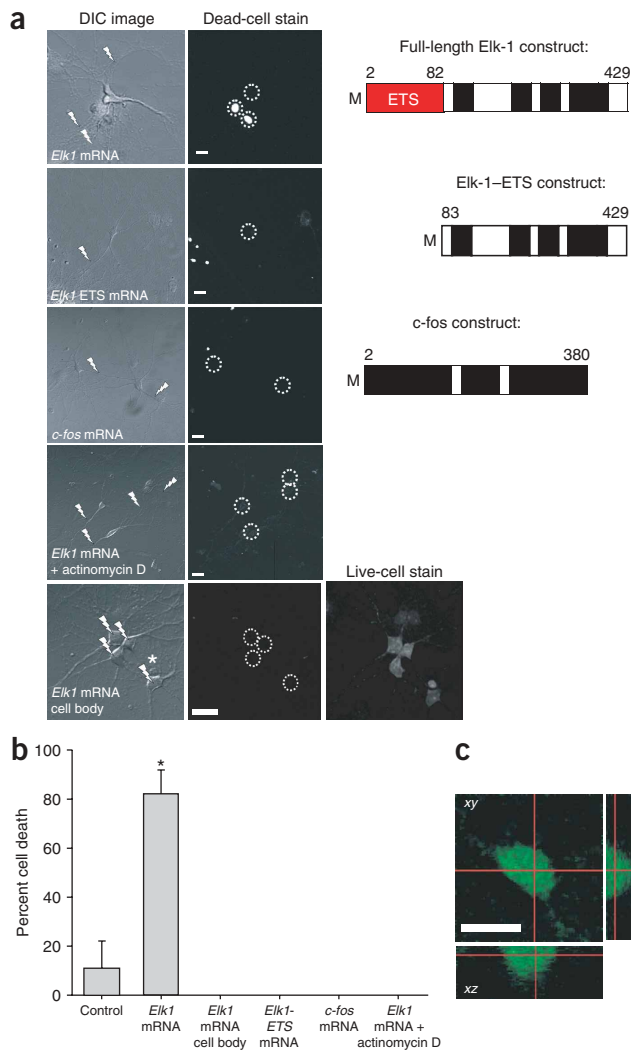 a
DIC image
Dead-cell stain
Elk1 mRNA
Elk1 ETS mRNA
c-fos mRNA
Elk1 mRNA
+ actinomycin D
Elk1 mRNA
cell body
*
Live-cell stain
Full-length Elk-1 construct:
2 82 429
M ETS
Elk-1–ETS construct:
83 429
M
c-fos construct:
2 380
M
b
Percent cell death
100
80
60
40
20
0
*
Control
Elk1
mRNA
Elk1
mRNA
cell body
Elk1-
ETS
mRNA
c-fos
mRNA
Elk1
mRNA +
actinomycin D
c
xy
xz